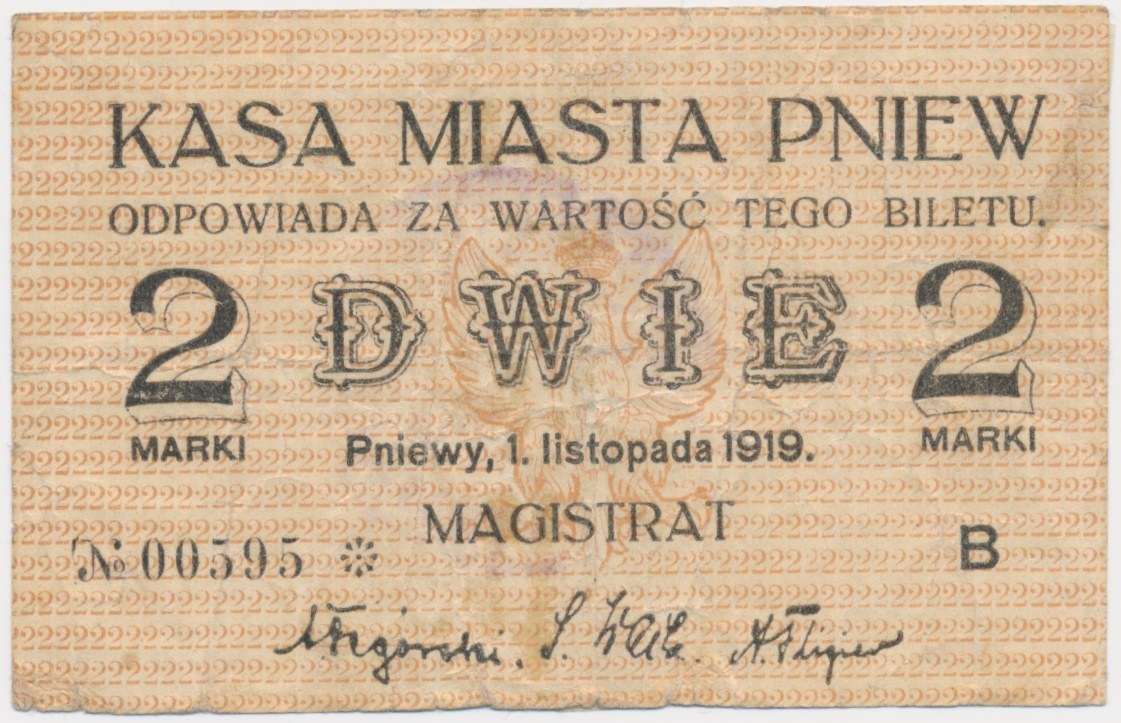 KASA MIASTA PNIEW
ODPOWIADA ZA WARTOŚĆ TEGO BILETU.
2 DWIE 2
MARKI Pniewy, 1. listopada 1919. MARKI
MAGISTRAT
№ 00595 B